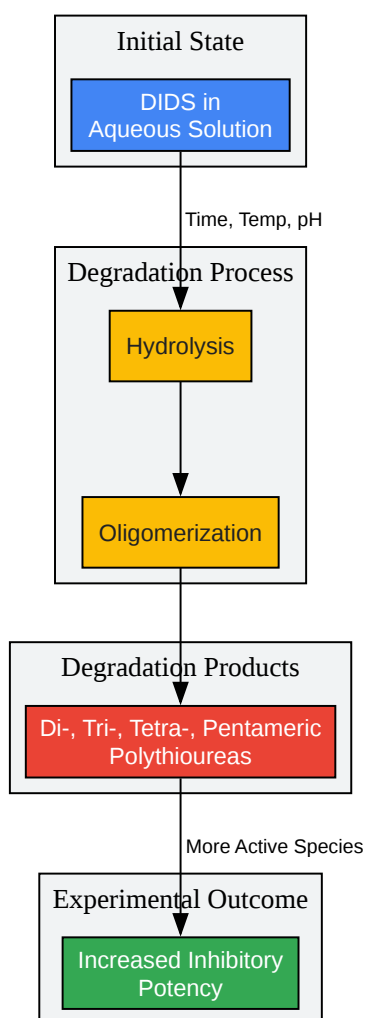 Initial State
DIDS in
Aqueous Solution
Time, Temp, pH
Degradation Process
Hydrolysis
Oligomerization
Degradation Products
Di-, Tri-, Tetra-, Pentameric
Polythioureas
More Active Species
Experimental Outcome
Increased Inhibitory
Potency